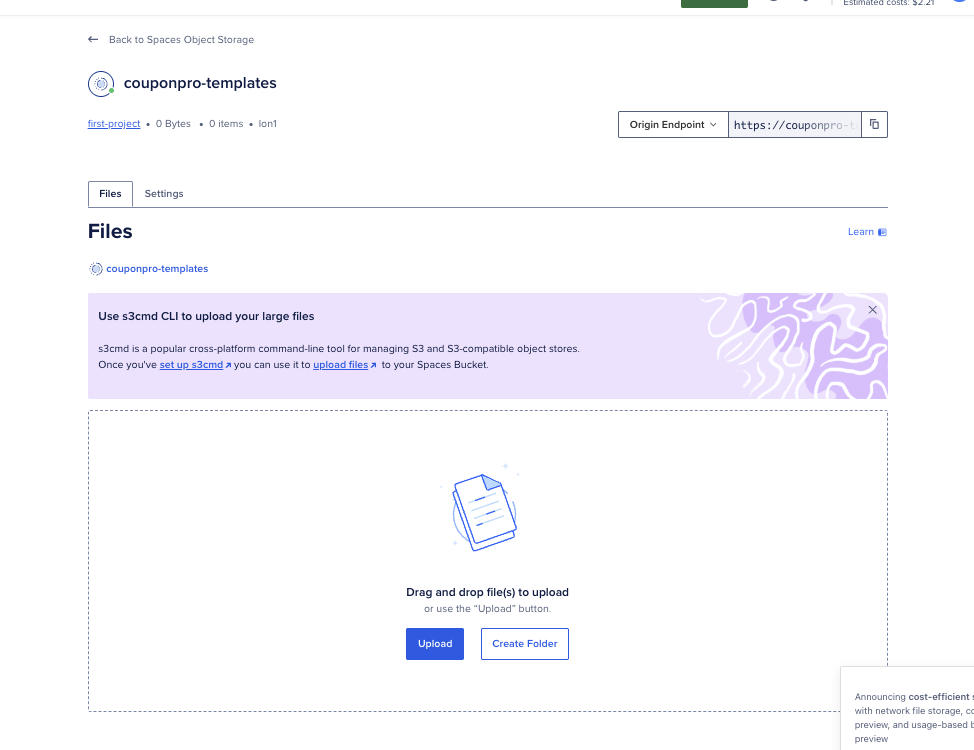 Estimated costs: $2.21
Back to Spaces Object Storage
couponpro-templates
first-project • 0 Bytes • 0 items • lon1
Origin Endpoint
https://couponpro-t
Files
Settings
Files
Learn
couponpro-templates
Use s3cmd CLI to upload your large files
s3cmd is a popular cross-platform command-line tool for managing S3 and S3-compatible object stores.
Once you've set up s3cmd you can use it to upload files to your Spaces Bucket.
Drag and drop file(s) to upload
or use the “Upload” button.
Upload
Create Folder
Announcing cost-efficient
with network file storage,
preview, and usage-based
preview